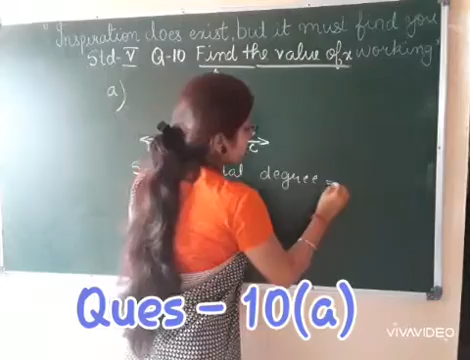 "Inspiration does exist, but it must find you
Std-V Q-10 Find the value of x working"
a)
degree =
Ques - 10(a)
VIVAVIDEO